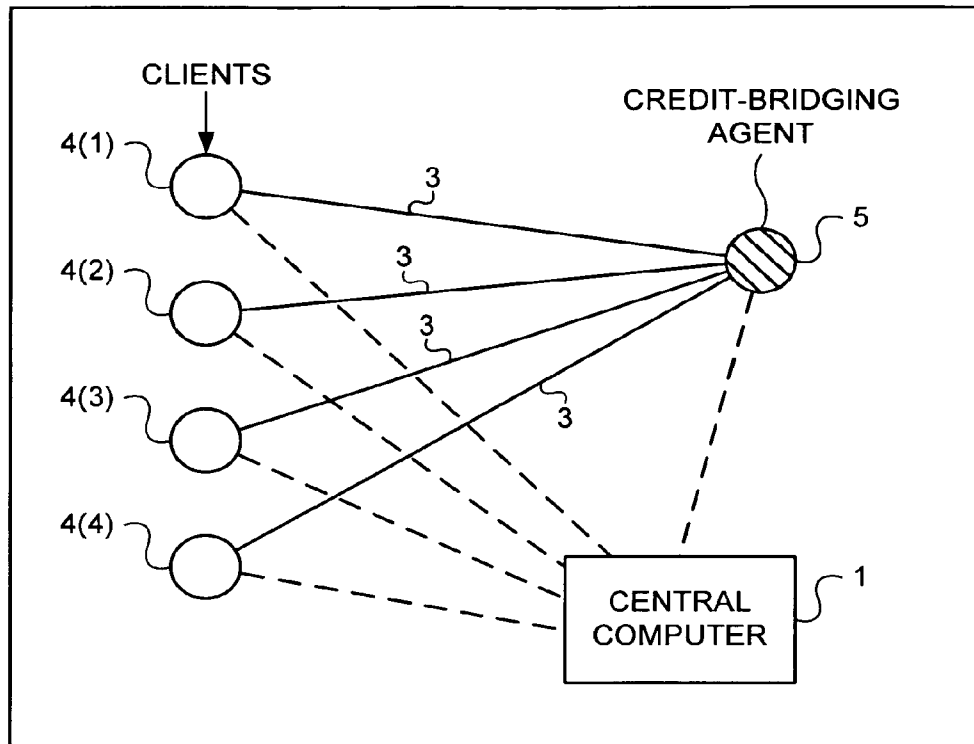 CLIENTS
CREDIT-BRIDGING
AGENT
4(1)
3
5
4(2)
3
3
4(3)
3
4(4)
1
CENTRAL
COMPUTER